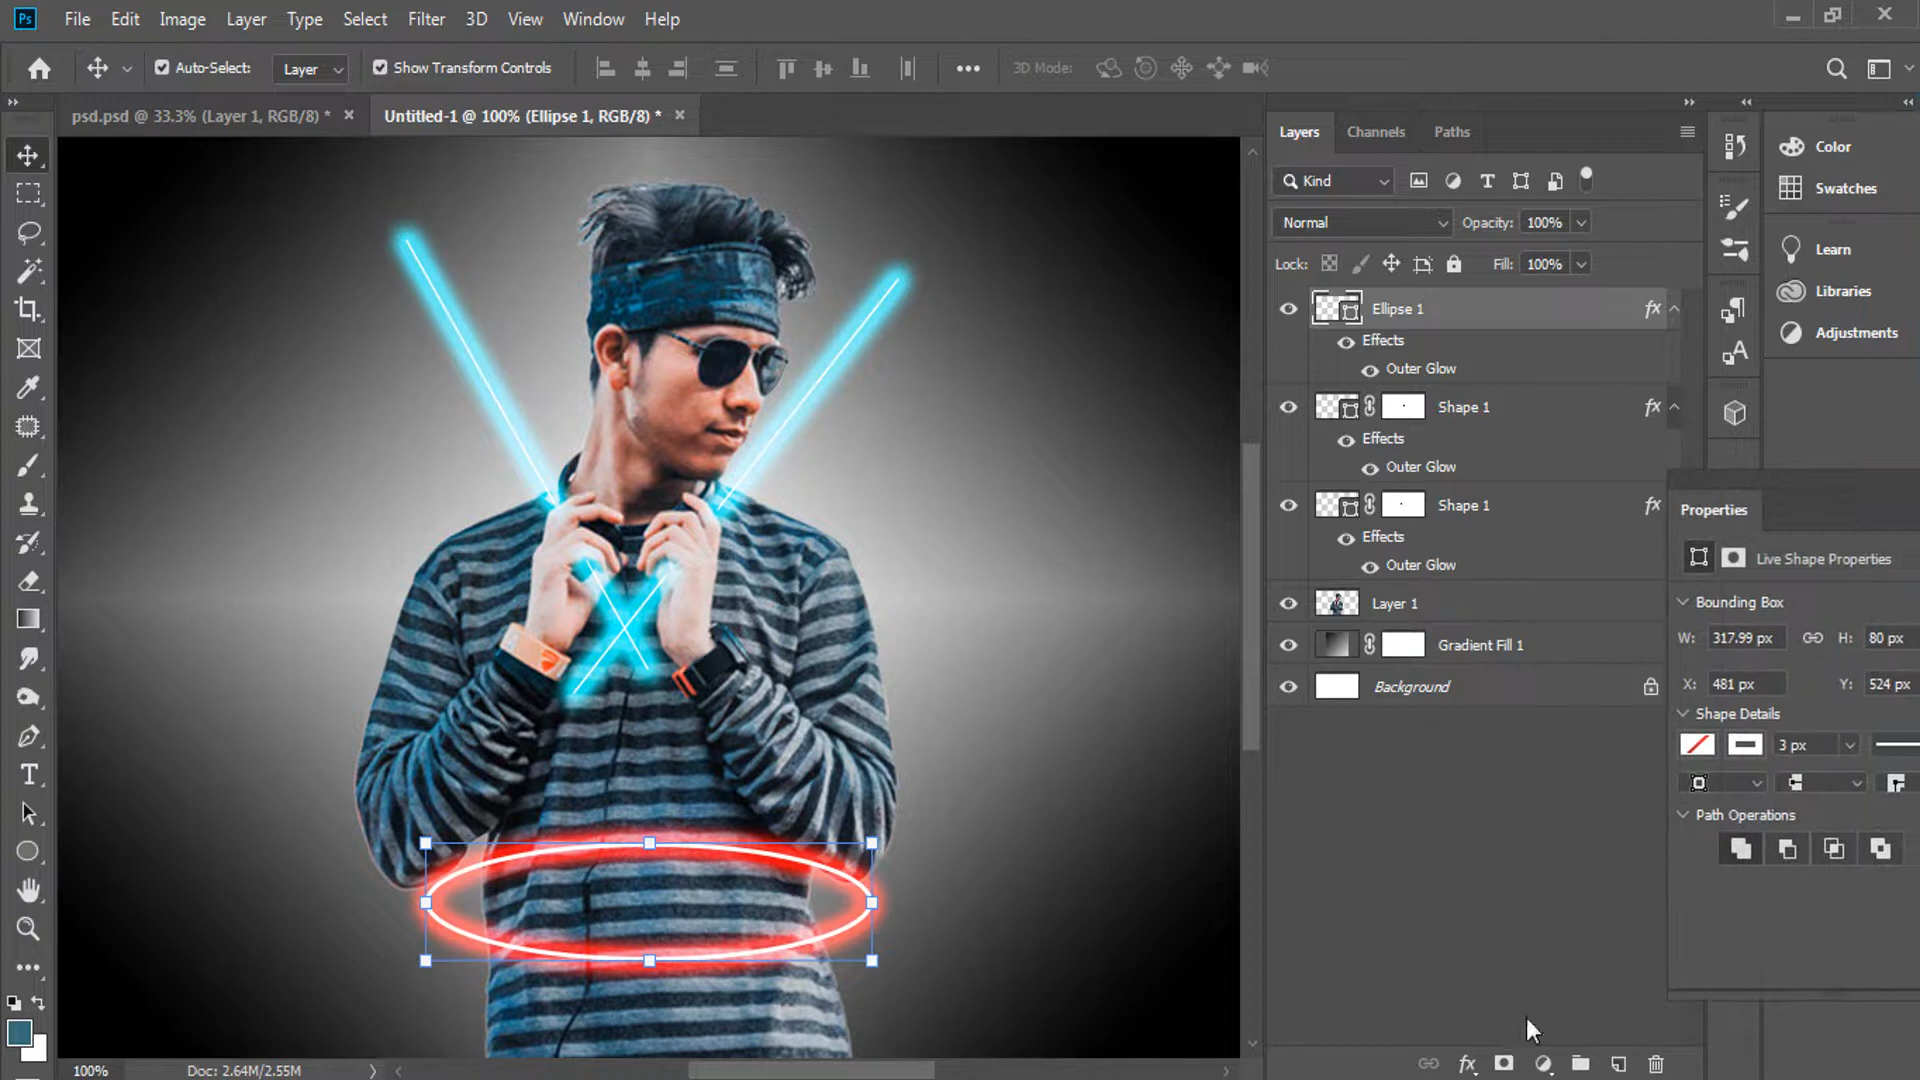 Ps File Edit Image Layer Type Select Filter 3D View Window Help
Auto-Select: Layer Show Transform Controls 3D Mode:
psd.psd @ 33.3% (Layer 1, RGB/8) * × Untitled-1 @ 100% (Ellipse 1, RGB/8) * ×
Layers Channels Paths
Kind
Normal Opacity: 100%
Lock: Fill: 100%
Ellipse 1 fx
Effects
Outer Glow
Shape 1 fx
Effects
Outer Glow
Shape 1 fx
Effects
Outer Glow
Layer 1
Gradient Fill 1
Background
Color
Swatches
Learn
Libraries
Adjustments
Properties
Live Shape Properties
Bounding Box
W: 317.99 px H: 80 px
X: 481 px Y: 524 px
Shape Details
3 px
Path Operations
100% Doc: 2.64M/2.55M
fx